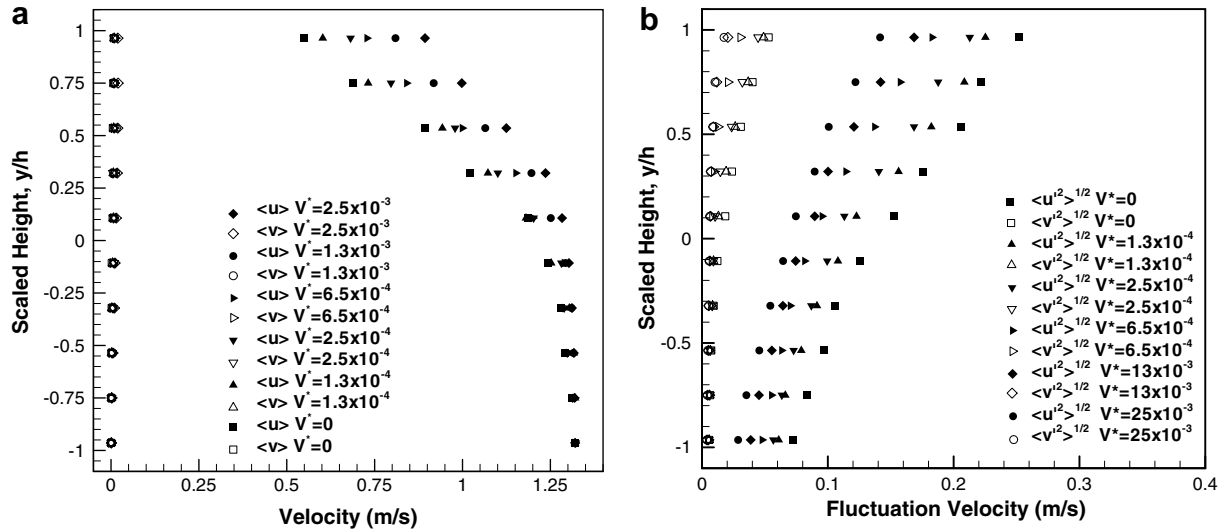 a
Scaled Height, y/h
1
0.75
0.5
0.25
0
-0.25
-0.5
-0.75
-1
<u> V*=2.5x10⁻³
<v> V*=2.5x10⁻³
<u> V*=1.3x10⁻³
<v> V*=1.3x10⁻³
<u> V*=6.5x10⁻⁴
<v> V*=6.5x10⁻⁴
<u> V*=2.5x10⁻⁴
<v> V*=2.5x10⁻⁴
<u> V*=1.3x10⁻⁴
<v> V*=1.3x10⁻⁴
<u> V*=0
<v> V*=0
0 0.25 0.5 0.75 1 1.25
Velocity (m/s)
b
Scaled Height, y/h
1
0.5
0
-0.5
-1
<u'²>¹/² V*=0
<v'²>¹/² V*=0
<u'²>¹/² V*=1.3x10⁻⁴
<v'²>¹/² V*=1.3x10⁻⁴
<u'²>¹/² V*=2.5x10⁻⁴
<v'²>¹/² V*=2.5x10⁻⁴
<u'²>¹/² V*=6.5x10⁻⁴
<v'²>¹/² V*=6.5x10⁻⁴
<u'²>¹/² V*=13x10⁻³
<v'²>¹/² V*=13x10⁻³
<u'²>¹/² V*=25x10⁻³
<v'²>¹/² V*=25x10⁻³
0 0.1 0.2 0.3 0.4
Fluctuation Velocity (m/s)